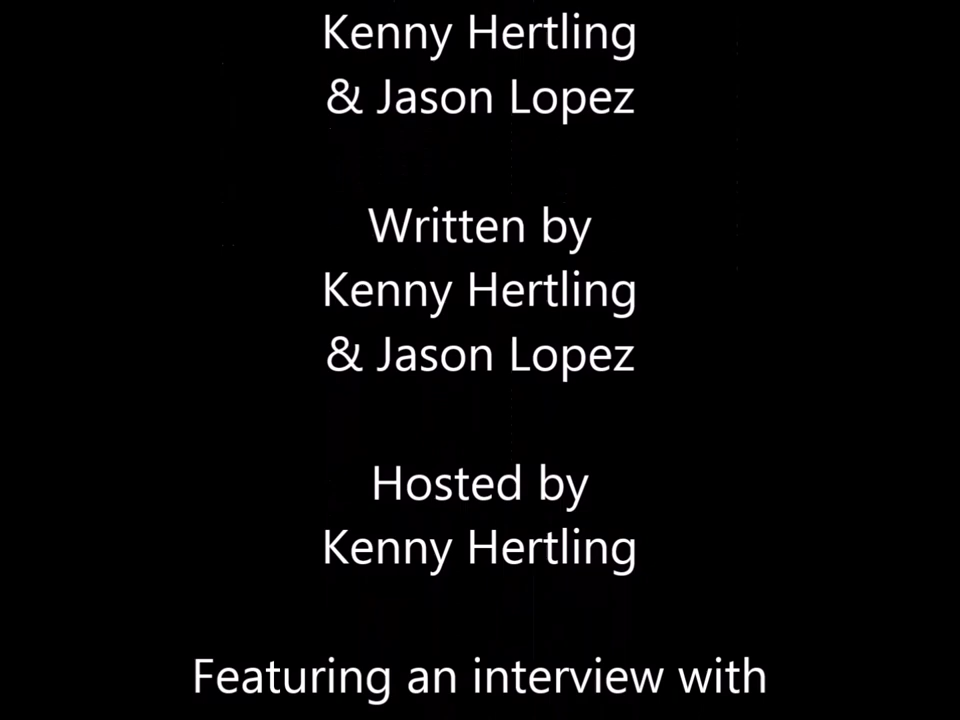 Kenny Hertling
& Jason Lopez
Written by
Kenny Hertling
& Jason Lopez
Hosted by
Kenny Hertling
Featuring an interview with